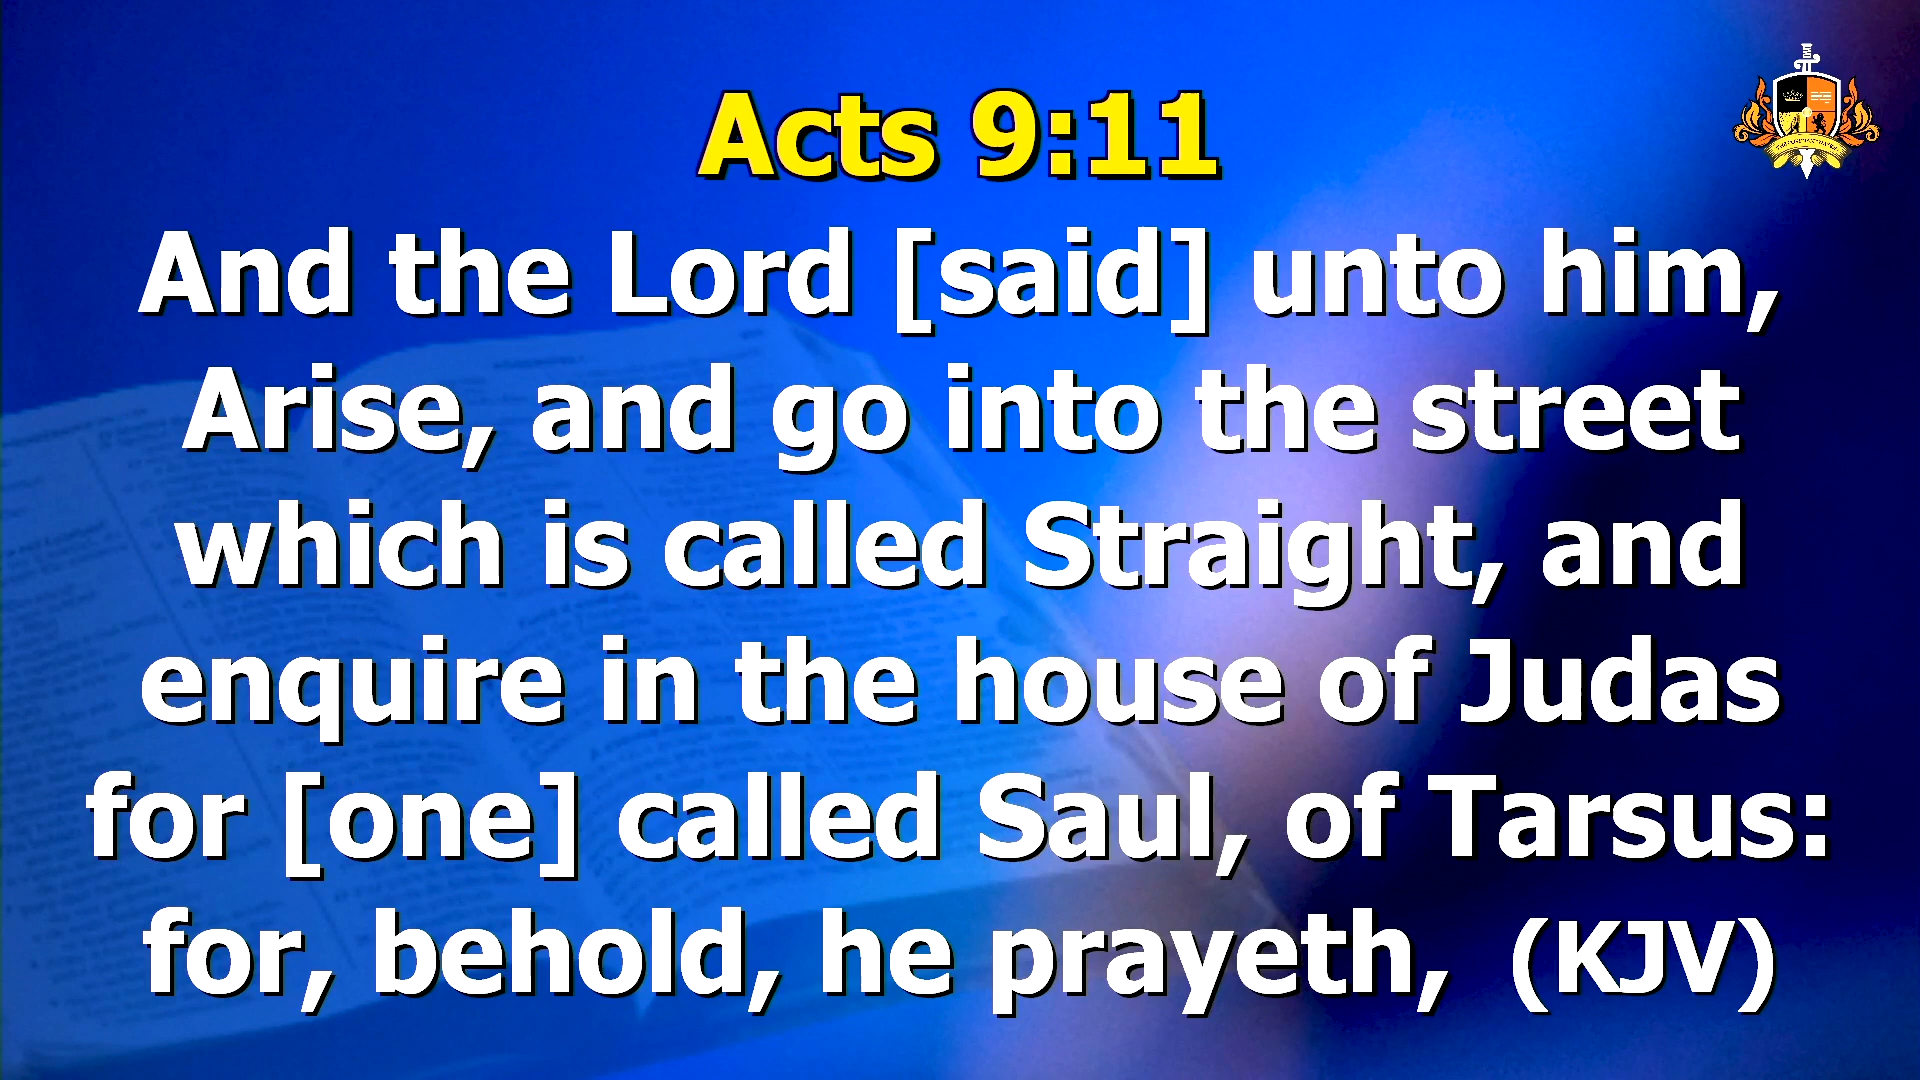 Acts 9:11
And the Lord [said] unto him,
Arise, and go into the street
which is called Straight, and
enquire in the house of Judas
for [one] called Saul, of Tarsus:
for, behold, he prayeth, (KJV)